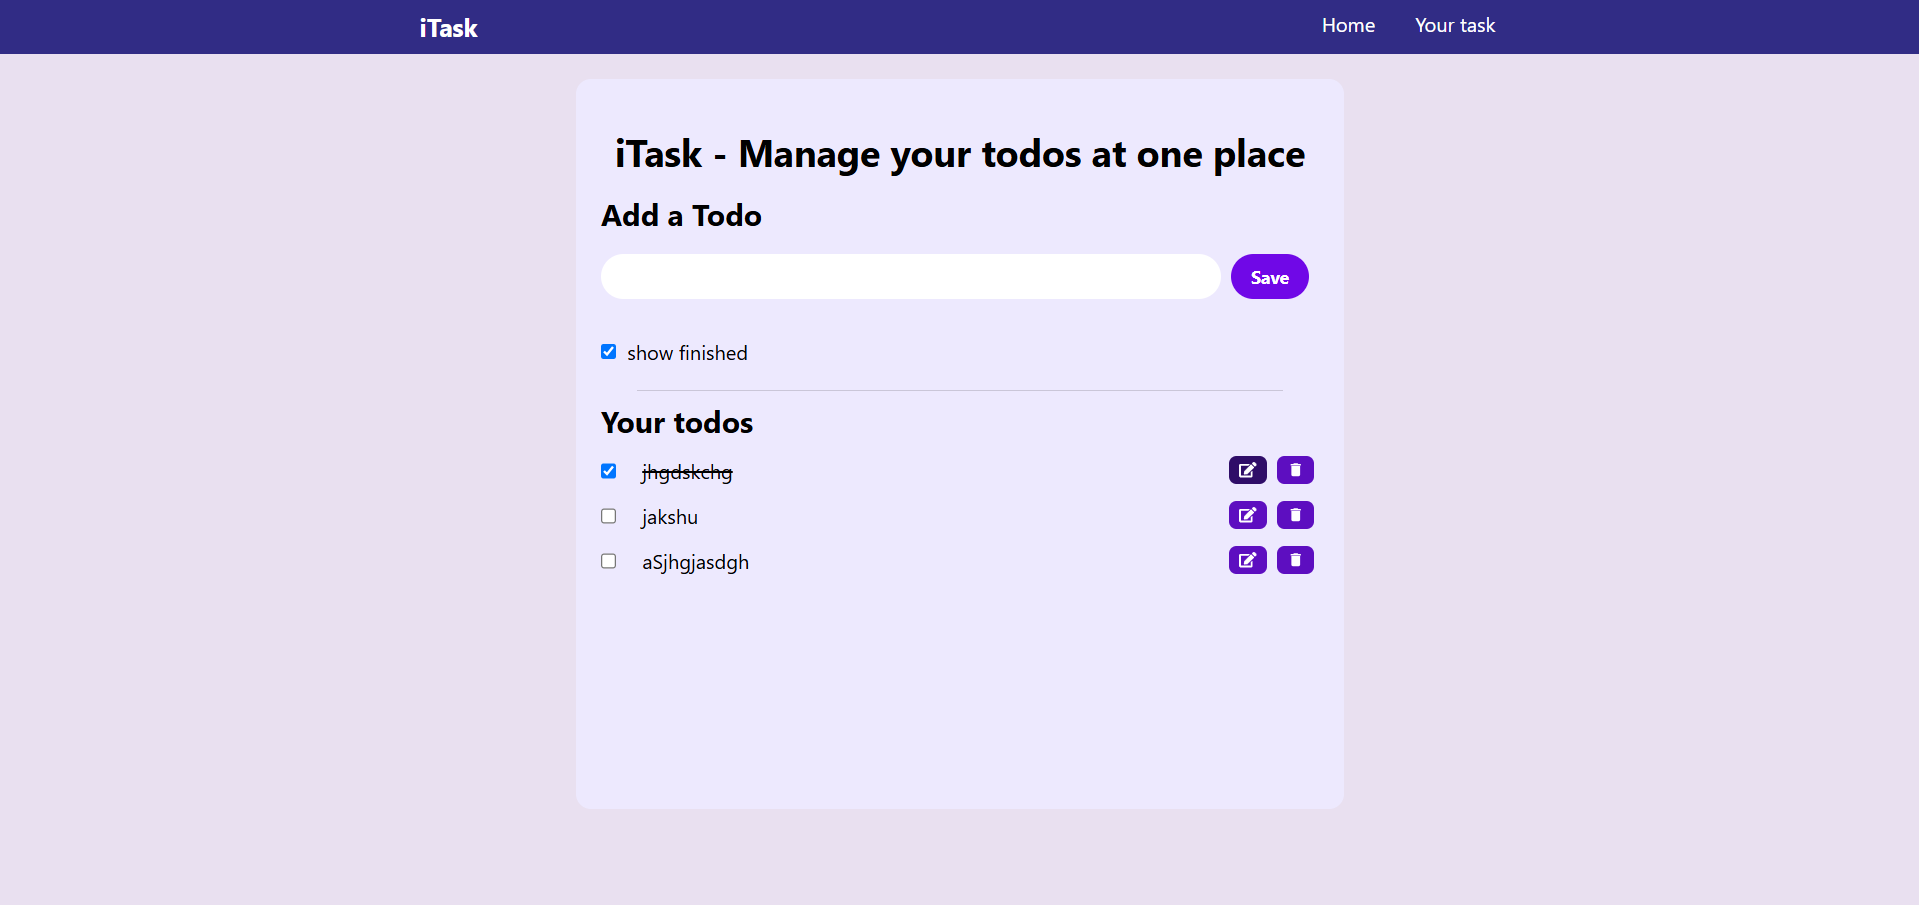 iTask
Home
Your task
iTask - Manage your todos at one place
Add a Todo
Save
show finished
Your todos
jhgdskchg
jakshu
aSjhgjasdgh